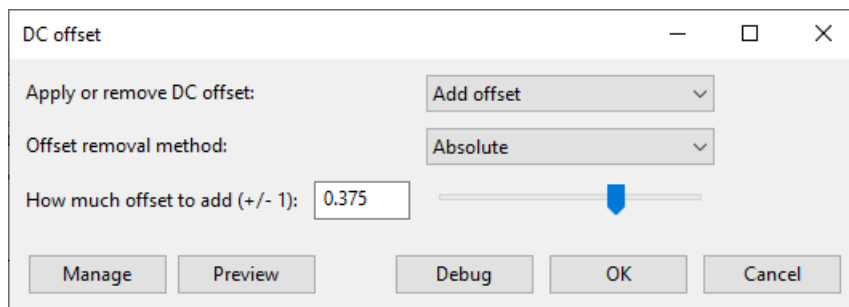 DC offset
Apply or remove DC offset: Add offset
Offset removal method: Absolute
How much offset to add (+/- 1): 0.375
Manage Preview Debug OK Cancel